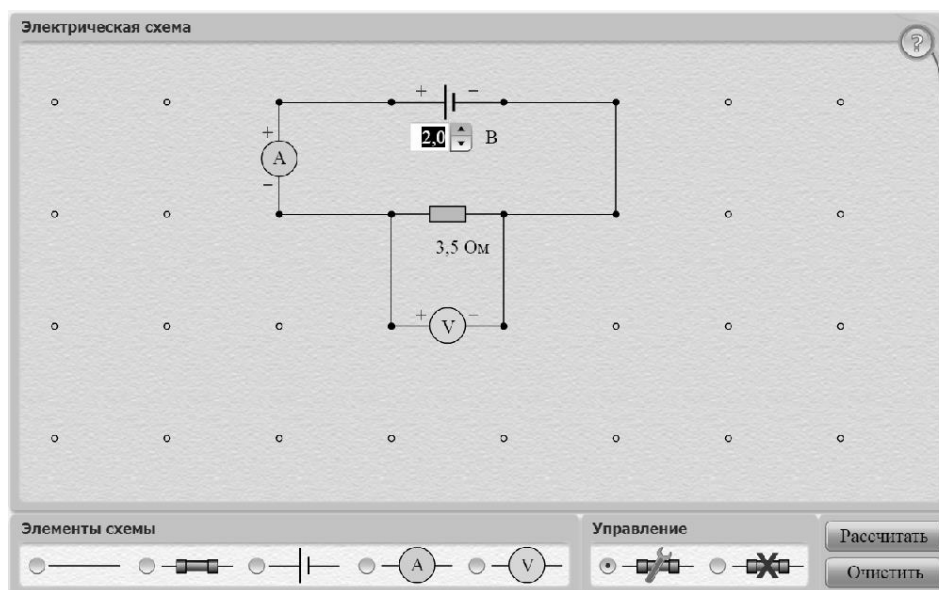 Электрическая схема
?
+ −
2,0 В
+
A
−
3,5 Ом
+ V −
Элементы схемы
Управление
A V
Рассчитать
Очистить